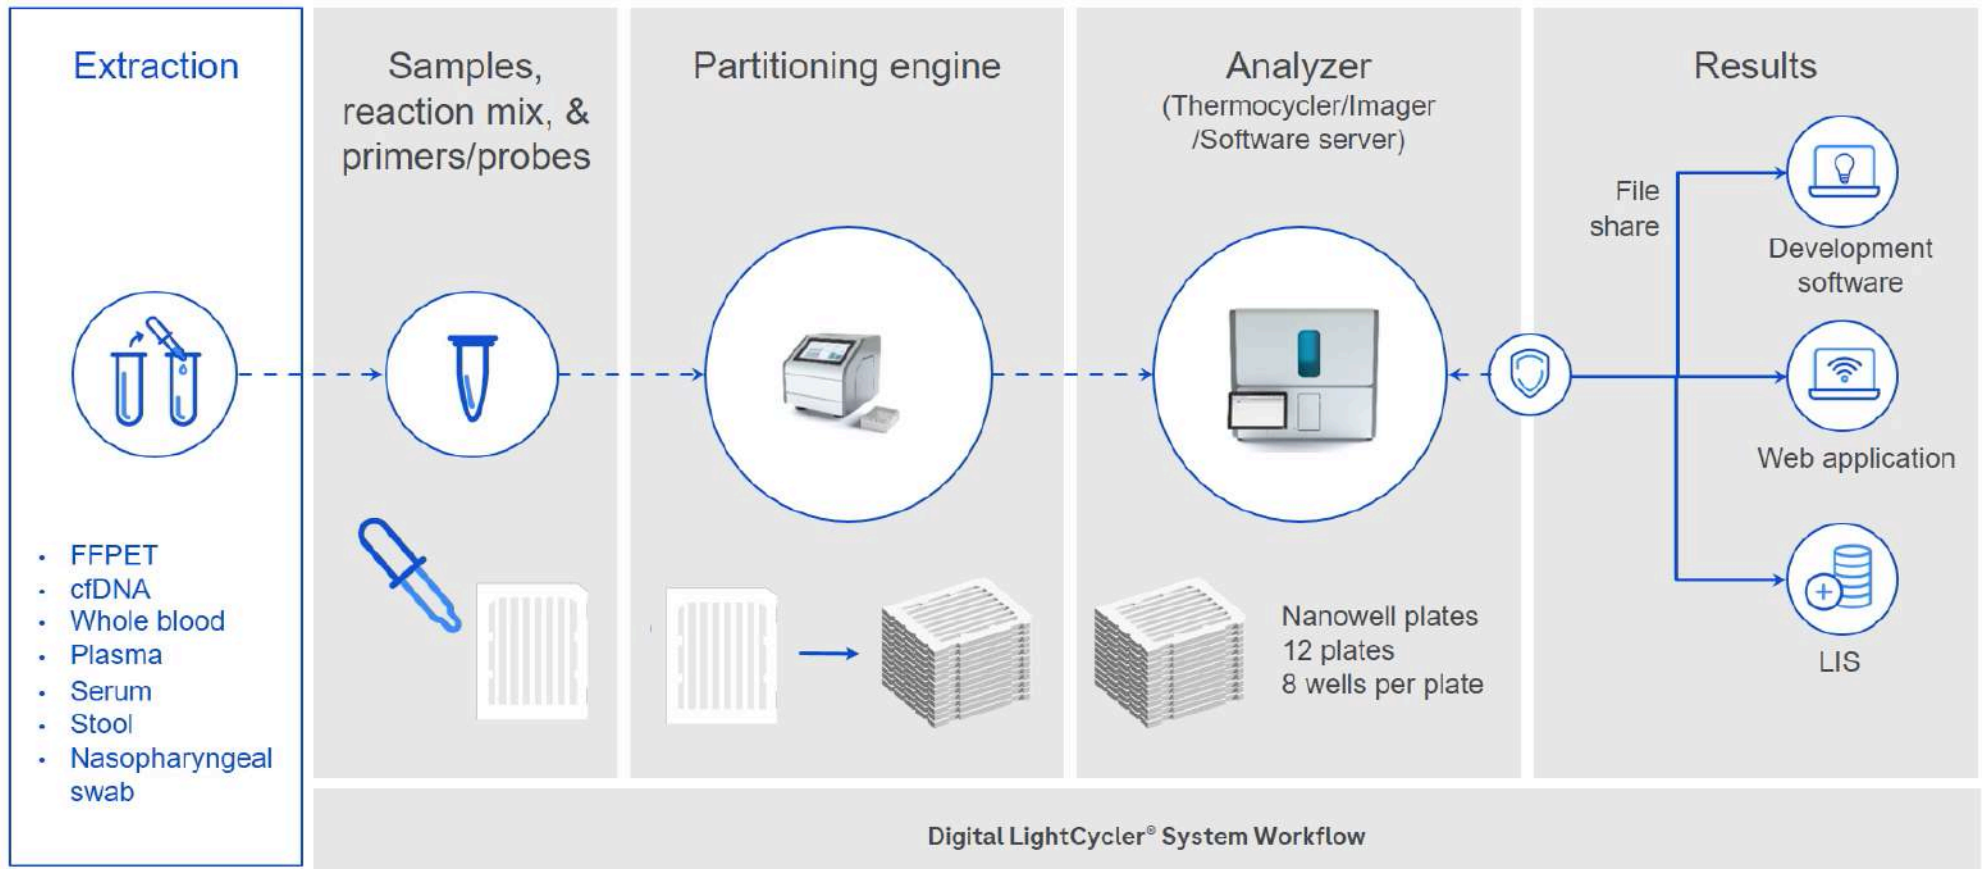 Extraction
• FFPET
• cfDNA
• Whole blood
• Plasma
• Serum
• Stool
• Nasopharyngeal
swab
Samples,
reaction mix, &
primers/probes
Partitioning engine
Analyzer
(Thermocycler/Imager
/Software server)
Nanowell plates
12 plates
8 wells per plate
Results
File
share
Development
software
Web application
LIS
Digital LightCycler® System Workflow